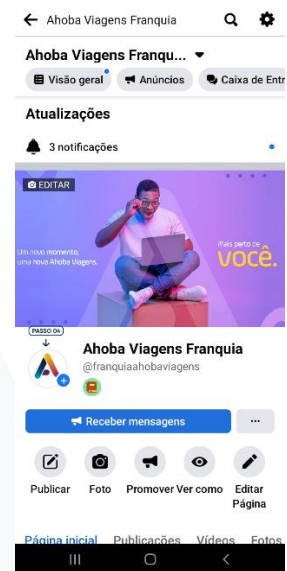 Ahoba Viagens Franquia
Ahoba Viagens Franqu...
Visão geral
Anúncios
Caixa de Entr
Atualizações
3 notificações
EDITAR
Um novo momento,
uma nova Ahoba Viagens.
Mais perto de
VOCÊ.
PASSO 04
Ahoba Viagens Franquia
@franquiaahobaviagens
Receber mensagens
Publicar
Foto
Promover
Ver como
Editar
Página
Página inicial
Publicações
Vídeos
Fotos